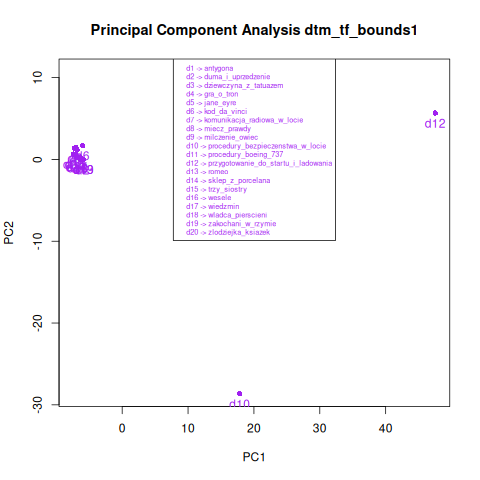 Principal Component Analysis dtm_tf_bounds1
d1 -> antygona
d2 -> duma_i_uprzedzenie
d3 -> dziewczyna_z_tatuazem
d4 -> gra_o_tron
d5 -> jane_eyre
d6 -> kod_da_vinci
d7 -> komunikacja_radiowa_w_locie
d8 -> miecz_prawdy
d9 -> milczenie_owiec
d10 -> procedury_bezpieczenstwa_w_locie
d11 -> procedury_boeing_737
d12 -> przygotowanie_do_startu_i_ladowania
d13 -> romeo
d14 -> sklep_z_porcelana
d15 -> trzy_siostry
d16 -> wesele
d17 -> wiedzmin
d18 -> wladca_pierscieni
d19 -> zakochani_w_rzymie
d20 -> zlodziejka_ksiazek
d12
d10
PC2
10
0
-10
-20
-30
0
10
20
30
40
PC1